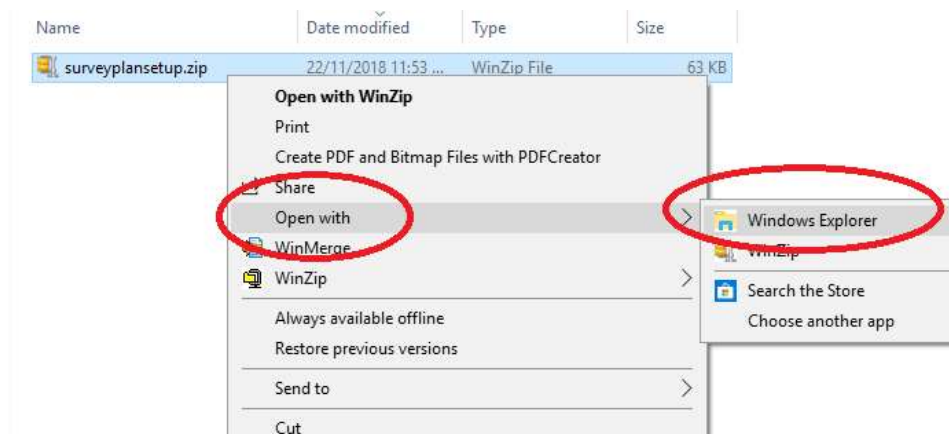 Name Date modified Type Size
surveyplansetup.zip 22/11/2018 11:53 ... WinZip File 63 KB
Open with WinZip
Print
Create PDF and Bitmap Files with PDFCreator
Share
Open with
Windows Explorer
WinMerge
WinZip
WinZip
Search the Store
Always available offline
Choose another app
Restore previous versions
Send to
Cut